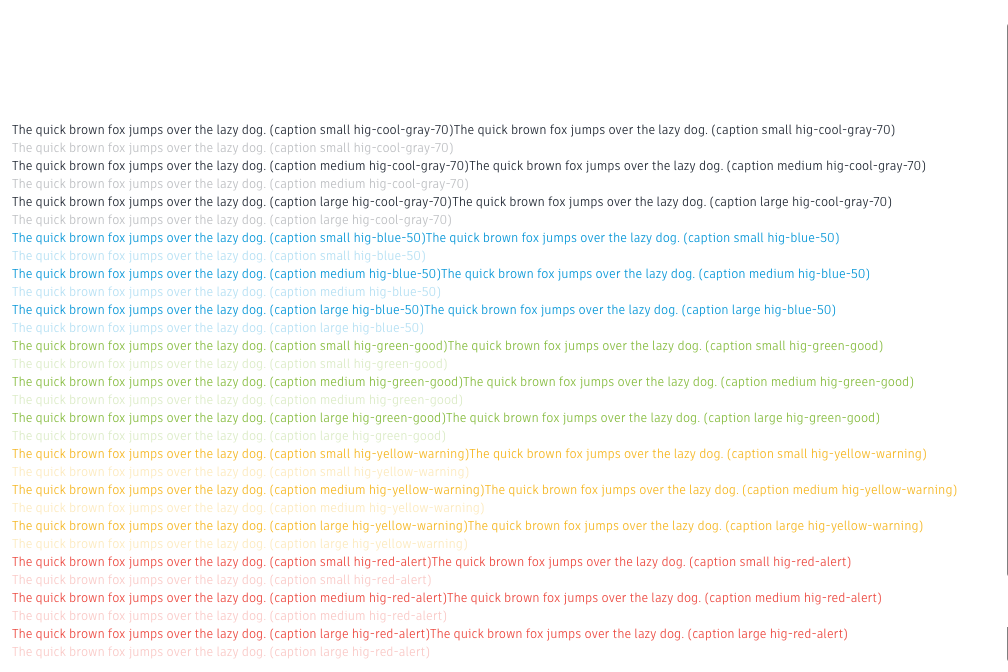 The quick brown fox jumps over the lazy dog. (caption small hig-cool-gray-70)The quick brown fox jumps over the lazy dog. (caption small hig-cool-gray-70)
The quick brown fox jumps over the lazy dog. (caption small hig-cool-gray-70)
The quick brown fox jumps over the lazy dog. (caption medium hig-cool-gray-70)The quick brown fox jumps over the lazy dog. (caption medium hig-cool-gray-70)
The quick brown fox jumps over the lazy dog. (caption medium hig-cool-gray-70)
The quick brown fox jumps over the lazy dog. (caption large hig-cool-gray-70)The quick brown fox jumps over the lazy dog. (caption large hig-cool-gray-70)
The quick brown fox jumps over the lazy dog. (caption large hig-cool-gray-70)
The quick brown fox jumps over the lazy dog. (caption small hig-blue-50)The quick brown fox jumps over the lazy dog. (caption small hig-blue-50)
The quick brown fox jumps over the lazy dog. (caption small hig-blue-50)
The quick brown fox jumps over the lazy dog. (caption medium hig-blue-50)The quick brown fox jumps over the lazy dog. (caption medium hig-blue-50)
The quick brown fox jumps over the lazy dog. (caption medium hig-blue-50)
The quick brown fox jumps over the lazy dog. (caption large hig-blue-50)The quick brown fox jumps over the lazy dog. (caption large hig-blue-50)
The quick brown fox jumps over the lazy dog. (caption large hig-blue-50)
The quick brown fox jumps over the lazy dog. (caption small hig-green-good)The quick brown fox jumps over the lazy dog. (caption small hig-green-good)
The quick brown fox jumps over the lazy dog. (caption small hig-green-good)
The quick brown fox jumps over the lazy dog. (caption medium hig-green-good)The quick brown fox jumps over the lazy dog. (caption medium hig-green-good)
The quick brown fox jumps over the lazy dog. (caption medium hig-green-good)
The quick brown fox jumps over the lazy dog. (caption large hig-green-good)The quick brown fox jumps over the lazy dog. (caption large hig-green-good)
The quick brown fox jumps over the lazy dog. (caption large hig-green-good)
The quick brown fox jumps over the lazy dog. (caption small hig-yellow-warning)The quick brown fox jumps over the lazy dog. (caption small hig-yellow-warning)
The quick brown fox jumps over the lazy dog. (caption small hig-yellow-warning)
The quick brown fox jumps over the lazy dog. (caption medium hig-yellow-warning)The quick brown fox jumps over the lazy dog. (caption medium hig-yellow-warning)
The quick brown fox jumps over the lazy dog. (caption medium hig-yellow-warning)
The quick brown fox jumps over the lazy dog. (caption large hig-yellow-warning)The quick brown fox jumps over the lazy dog. (caption large hig-yellow-warning)
The quick brown fox jumps over the lazy dog. (caption large hig-yellow-warning)
The quick brown fox jumps over the lazy dog. (caption small hig-red-alert)The quick brown fox jumps over the lazy dog. (caption small hig-red-alert)
The quick brown fox jumps over the lazy dog. (caption small hig-red-alert)
The quick brown fox jumps over the lazy dog. (caption medium hig-red-alert)The quick brown fox jumps over the lazy dog. (caption medium hig-red-alert)
The quick brown fox jumps over the lazy dog. (caption medium hig-red-alert)
The quick brown fox jumps over the lazy dog. (caption large hig-red-alert)The quick brown fox jumps over the lazy dog. (caption large hig-red-alert)
The quick brown fox jumps over the lazy dog. (caption large hig-red-alert)